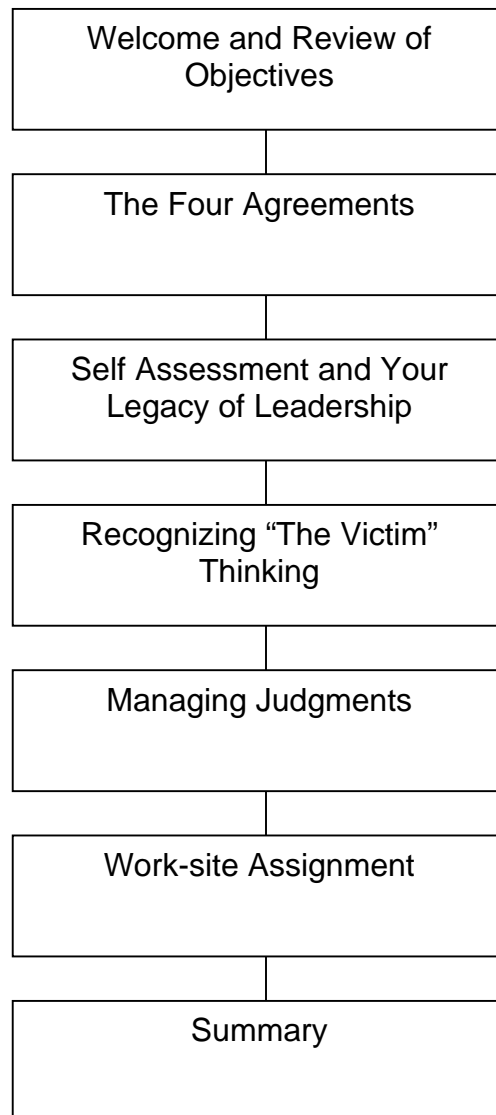 Welcome and Review of
Objectives
The Four Agreements
Self Assessment and Your
Legacy of Leadership
Recognizing “The Victim”
Thinking
Managing Judgments
Work-site Assignment
Summary